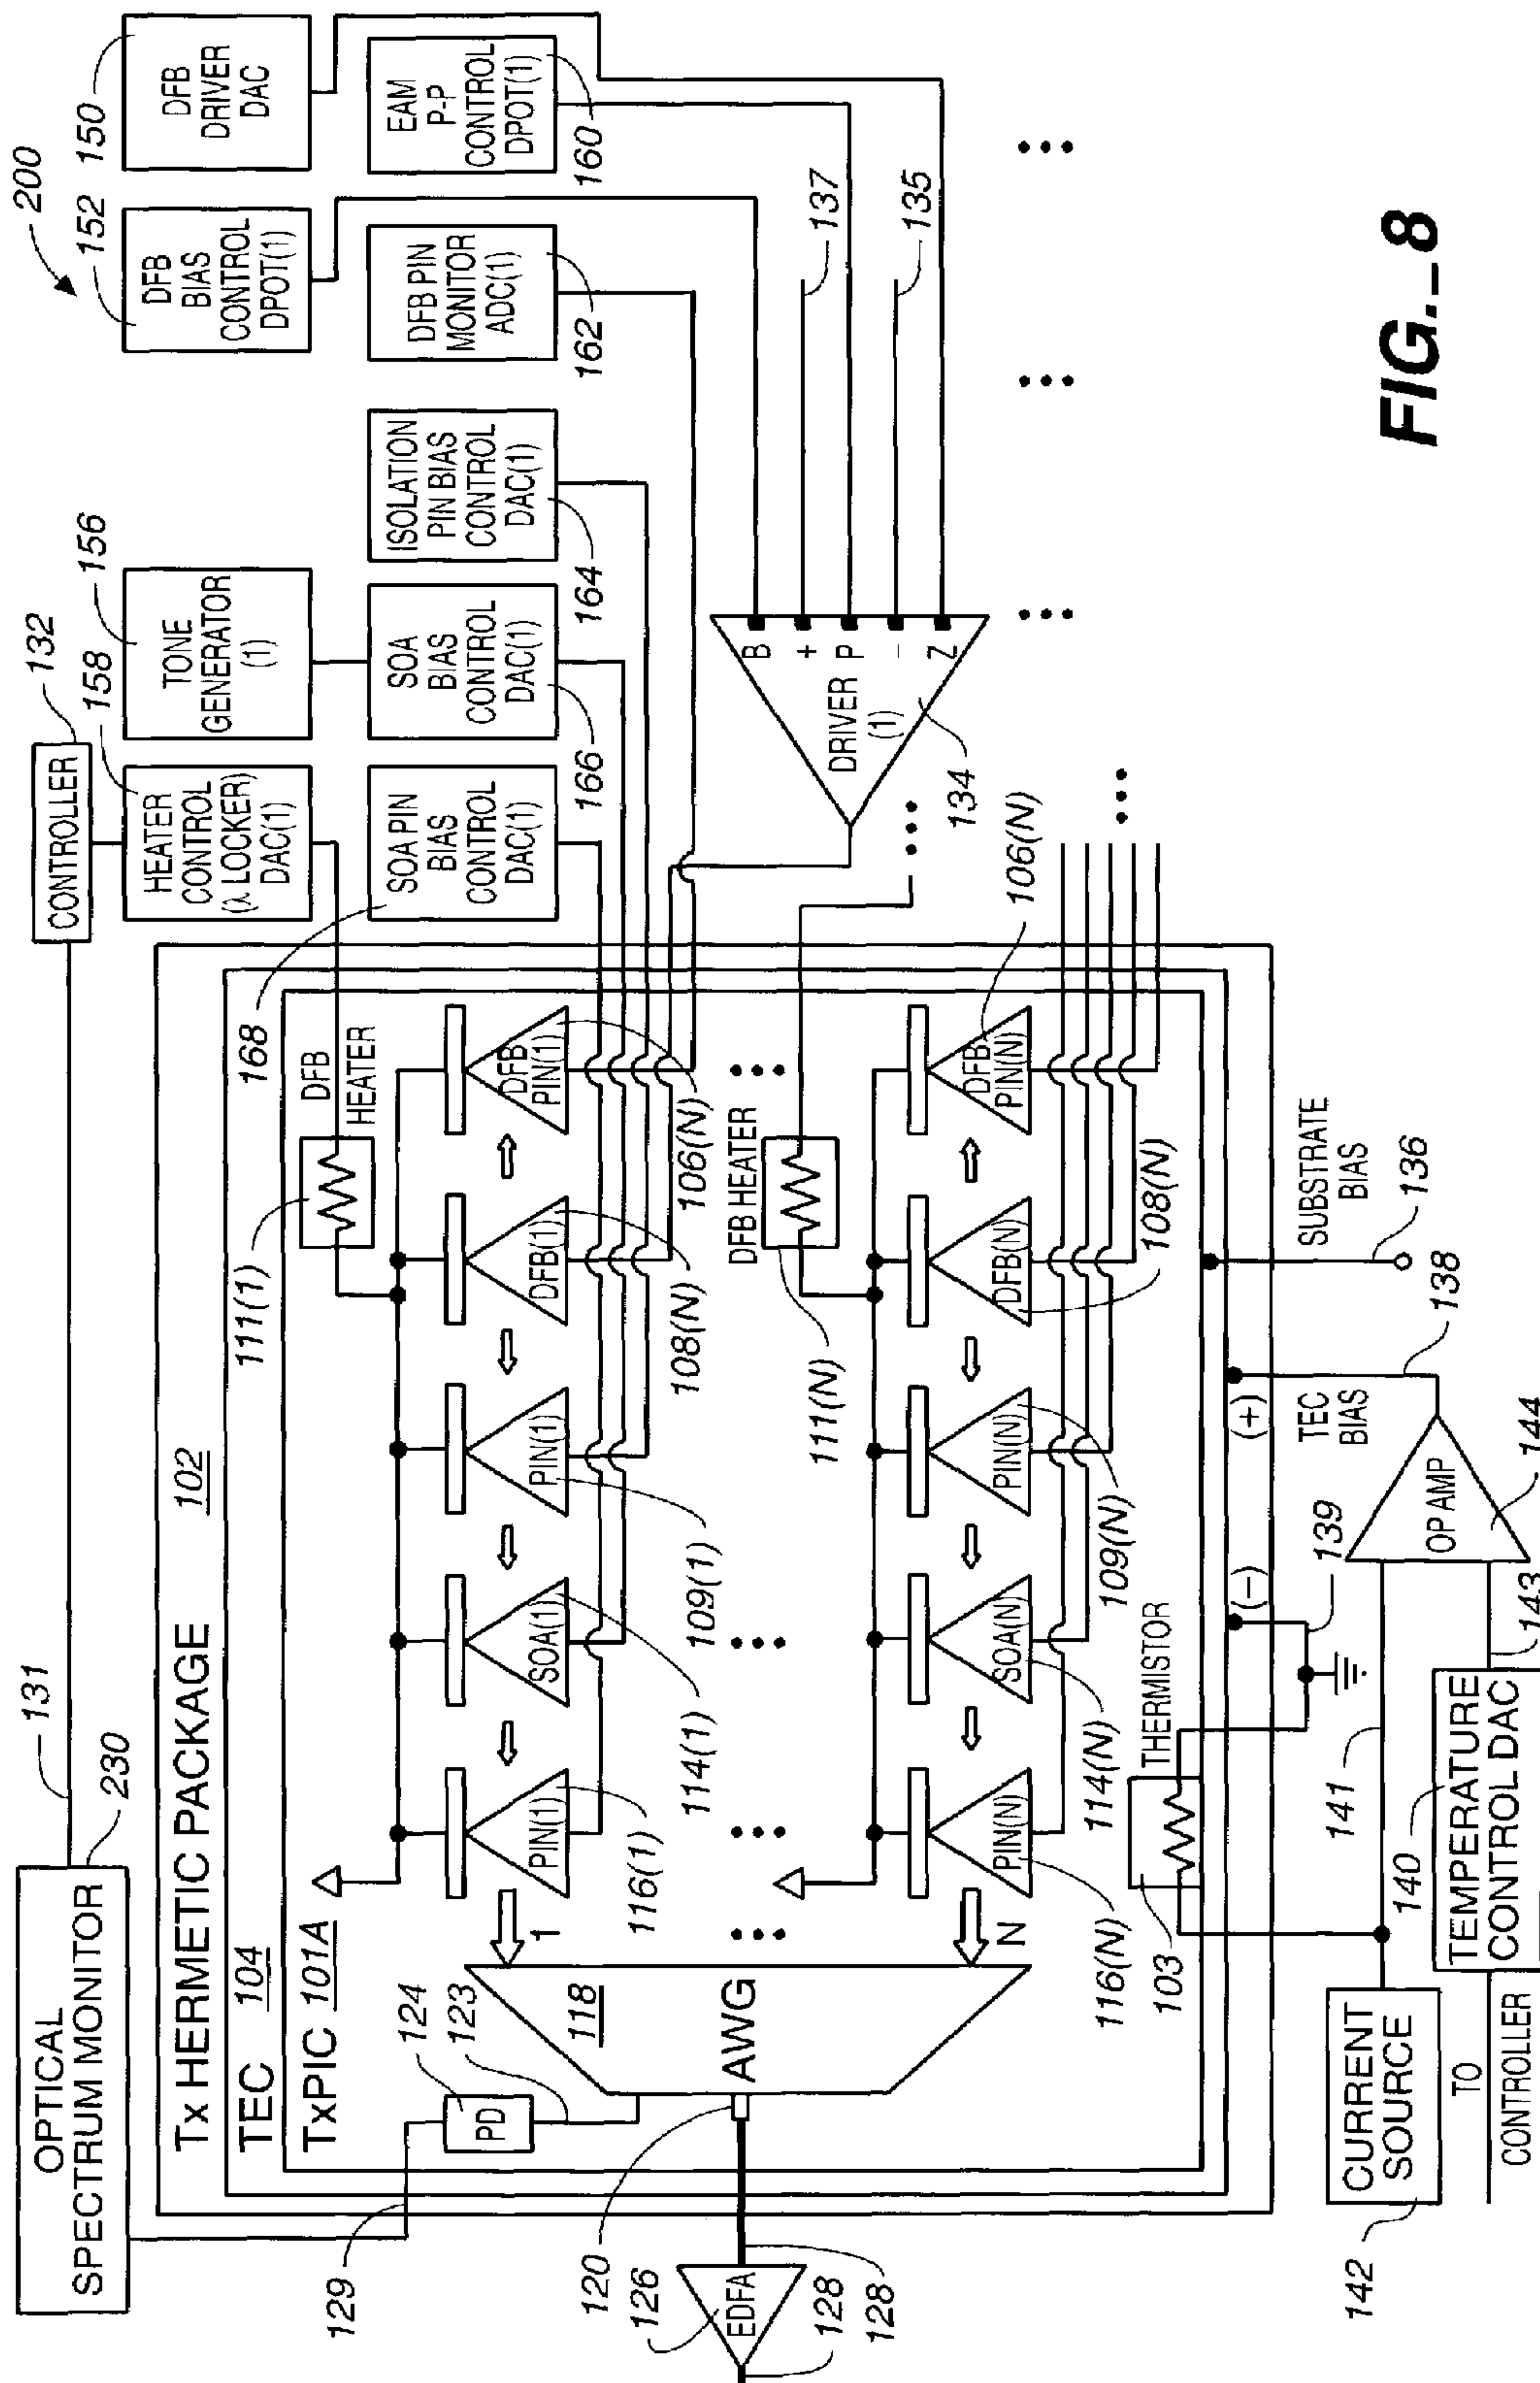 200
150
DFB
DRIVER
DAC
152
DFB
BIAS
CONTROL
DPOT(1)
156
TONE
GENERATOR
(1)
158
HEATER
CONTROL
(λ LOCKER)
DAC(1)
132
CONTROLLER
131
OPTICAL
SPECTRUM MONITOR
230
EAM
P-P
CONTROL
DPOT(1)
160
DFB PIN
MONITOR
ADC(1)
162
ISOLATION
PIN BIAS
CONTROL
DAC(1)
164
SOA
BIAS
CONTROL
DAC(1)
166
SOA PIN
BIAS
CONTROL
DAC(1)
168
Tx HERMETIC PACKAGE 102
TEC 104
TxPIC 101A
111(1)
DFB
HEATER
PIN(1)
SOA(1)
PIN(1)
DFB(1)
DFB
PIN(1)
116(1)
114(1)
109(1)
108(N)
106(N)
137
135
B
+
P
–
Z
DRIVER
(1)
134
129
PD
124
123
118
AWG
1
N
120
EDFA
126
128
128
DFB HEATER
111(N)
PIN(N)
SOA(N)
PIN(N)
DFB(N)
DFB
PIN(N)
116(N)
114(N)
109(N)
108(N)
106(N)
THERMISTOR
103
SUBSTRATE
BIAS
136
TEC
BIAS
138
(+)
(–)
139
OP AMP
144
141
143
CURRENT
SOURCE
142
TEMPERATURE
CONTROL DAC
140
TO
CONTROLLER
FIG._8